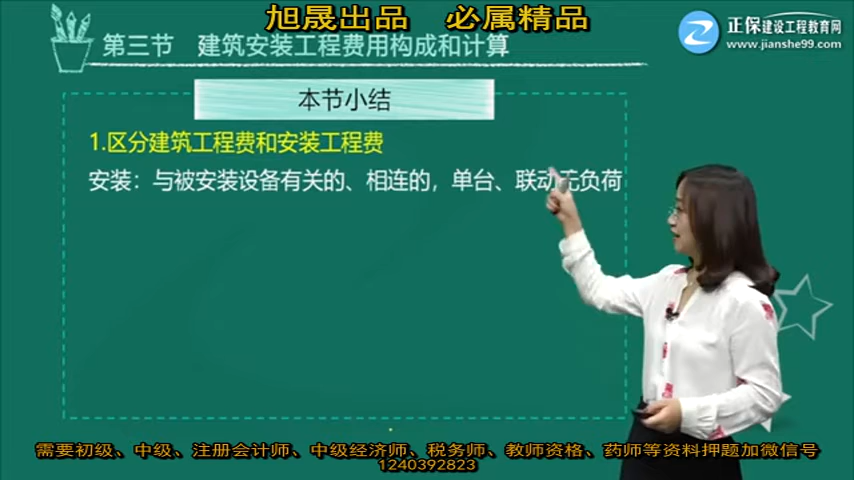 旭晟出品 必属精品
正保建设工程教育网
www.jianshe99.com
第三节 建筑安装工程费用构成和计算
本节小结
1.区分建筑工程费和安装工程费
安装：与被安装设备有关的、相连的，单台、联动无负荷
需要初级、中级、注册会计师、中级经济师、税务师、教师资格、药师等资料押题加微信号
1240392823